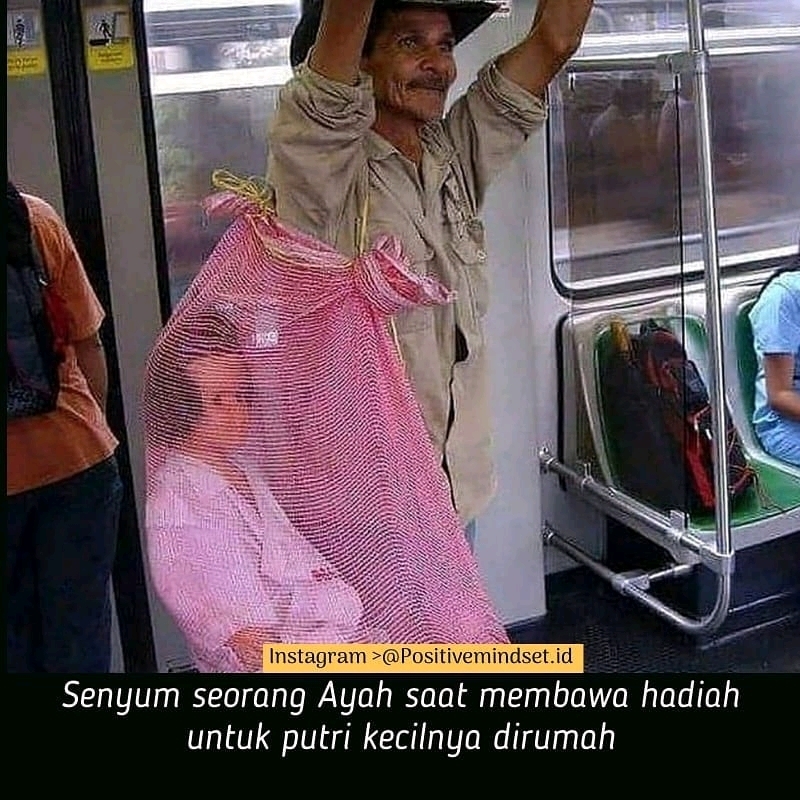 Instagram >@Positivemindset.id
Senyum seorang Ayah saat membawa hadiah
untuk putri kecilnya dirumah